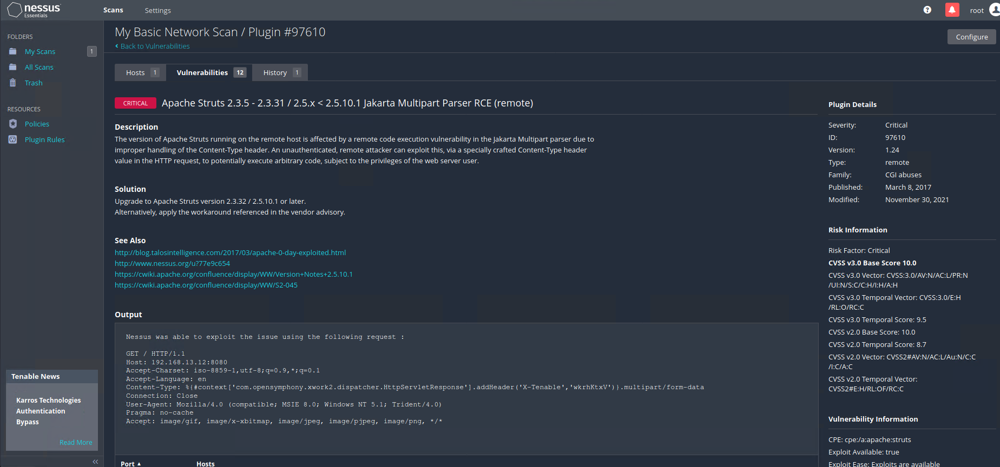 nessus
Essentials
Scans
Settings
root
FOLDERS
My Scans 1
All Scans
Trash
RESOURCES
Policies
Plugin Rules
Tenable News
Karros Technologies
Authentication
Bypass
Read More
My Basic Network Scan / Plugin #97610
Back to Vulnerabilities
Configure
Hosts 1
Vulnerabilities 12
History 1
CRITICAL Apache Struts 2.3.5 - 2.3.31 / 2.5.x < 2.5.10.1 Jakarta Multipart Parser RCE (remote)
Description
The version of Apache Struts running on the remote host is affected by a remote code execution vulnerability in the Jakarta Multipart parser due to
improper handling of the Content-Type header. An unauthenticated, remote attacker can exploit this, via a specially crafted Content-Type header
value in the HTTP request, to potentially execute arbitrary code, subject to the privileges of the web server user.
Solution
Upgrade to Apache Struts version 2.3.32 / 2.5.10.1 or later.
Alternatively, apply the workaround referenced in the vendor advisory.
See Also
http://blog.talosintelligence.com/2017/03/apache-0-day-exploited.html
http://www.nessus.org/u?77e9c654
https://cwiki.apache.org/confluence/display/WW/Version+Notes+2.5.10.1
https://cwiki.apache.org/confluence/display/WW/S2-045
Output
Nessus was able to exploit the issue using the following request :
GET / HTTP/1.1
Host: 192.168.13.12:8080
Accept-Charset: iso-8859-1,utf-8;q=0.9,*;q=0.1
Accept-Language: en
Content-Type: %{#context['com.opensymphony.xwork2.dispatcher.HttpServletResponse'].addHeader('X-Tenable','wkrhKtxV')}.multipart/form-data
Connection: Close
User-Agent: Mozilla/4.0 (compatible; MSIE 8.0; Windows NT 5.1; Trident/4.0)
Pragma: no-cache
Accept: image/gif, image/x-xbitmap, image/jpeg, image/pjpeg, image/png, */*
Port Hosts
Plugin Details
Severity: Critical
ID: 97610
Version: 1.24
Type: remote
Family: CGI abuses
Published: March 8, 2017
Modified: November 30, 2021
Risk Information
Risk Factor: Critical
CVSS v3.0 Base Score 10.0
CVSS v3.0 Vector: CVSS:3.0/AV:N/AC:L/PR:N
/UI:N/S:C/C:H/I:H/A:H
CVSS v3.0 Temporal Vector: CVSS:3.0/E:H
/RL:O/RC:C
CVSS v3.0 Temporal Score: 9.5
CVSS v2.0 Base Score: 10.0
CVSS v2.0 Temporal Score: 8.7
CVSS v2.0 Vector: CVSS2#AV:N/AC:L/Au:N/C:C
/I:C/A:C
CVSS v2.0 Temporal Vector:
CVSS2#E:H/RL:OF/RC:C
Vulnerability Information
CPE: cpe:/a:apache:struts
Exploit Available: true
Exploit Ease: Exploits are available